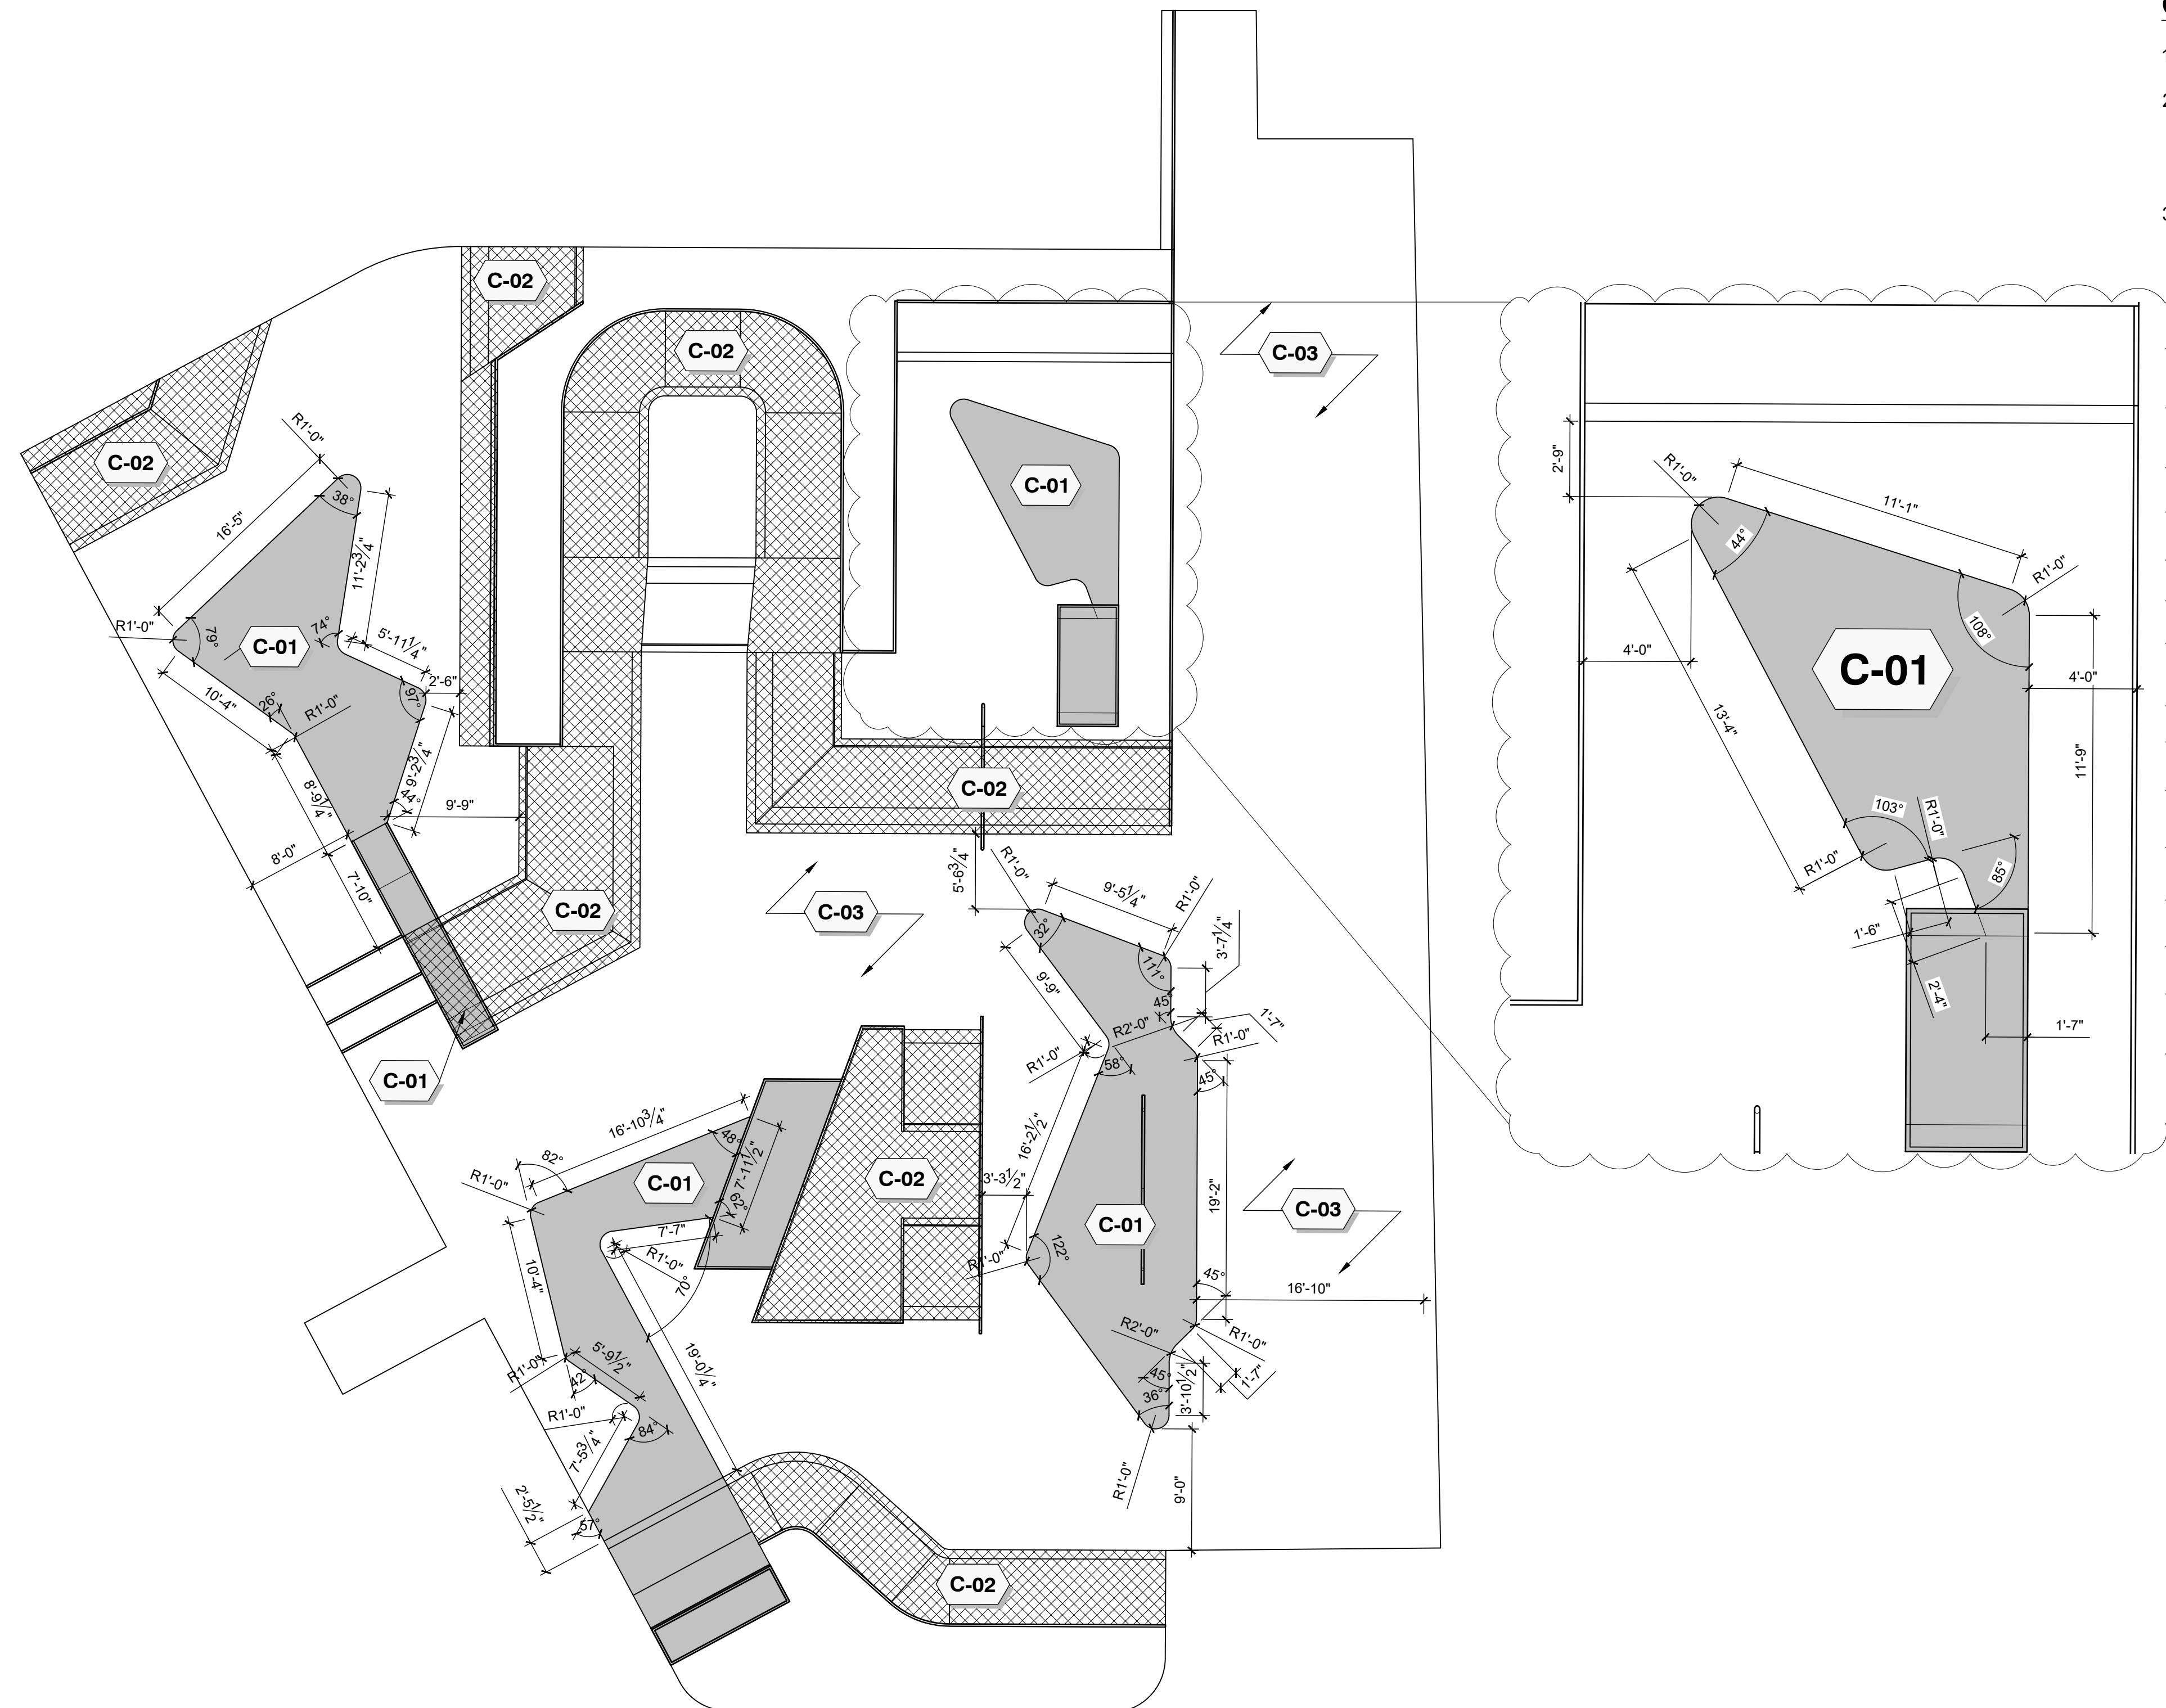 C-02
C-02
C-02
C-01
C-03
R1'-0"
38°
16'-5"
11'-2 3/4"
R1'-0"
79°
C-01
74°
5'-11 1/4"
2'-6"
97°
10'-4"
26°
R1'-0"
9'-2 3/4"
8'-9 1/4"
44°
9'-9"
8'-0"
7'-10"
C-02
C-01
C-02
5'-6 3/4"
C-03
R1'-0"
9'-5 1/4"
R1'-0"
32°
3'-7 1/4"
111°
9'-9"
45°
R2'-0"
1'-7"
R1'-0"
R1'-0"
58°
45°
16'-2 1/2"
3'-3 1/2"
19'-2"
C-03
C-01
122°
R1'-0"
45°
16'-10"
R2'-0"
R1'-0"
45°
1'-7"
36°
3'-10 1/2"
R1'-0"
9'-0"
16'-10 3/4"
48°
82°
7'-11 1/2"
R1'-0"
C-01
C-02
62°
7'-7"
R1'-0"
70°
10'-4"
5'-9 1/2"
19'-0 1/4"
R1'-0"
42°
R1'-0"
84°
7'-5 3/4"
2'-5 1/2"
57°
C-02
2'-9"
R1'-0"
11'-1"
44°
R1'-0"
108°
4'-0"
C-01
4'-0"
13'-4"
11'-9"
103°
R1'-0"
R1'-0"
85°
1'-6"
2'-4"
1'-7"